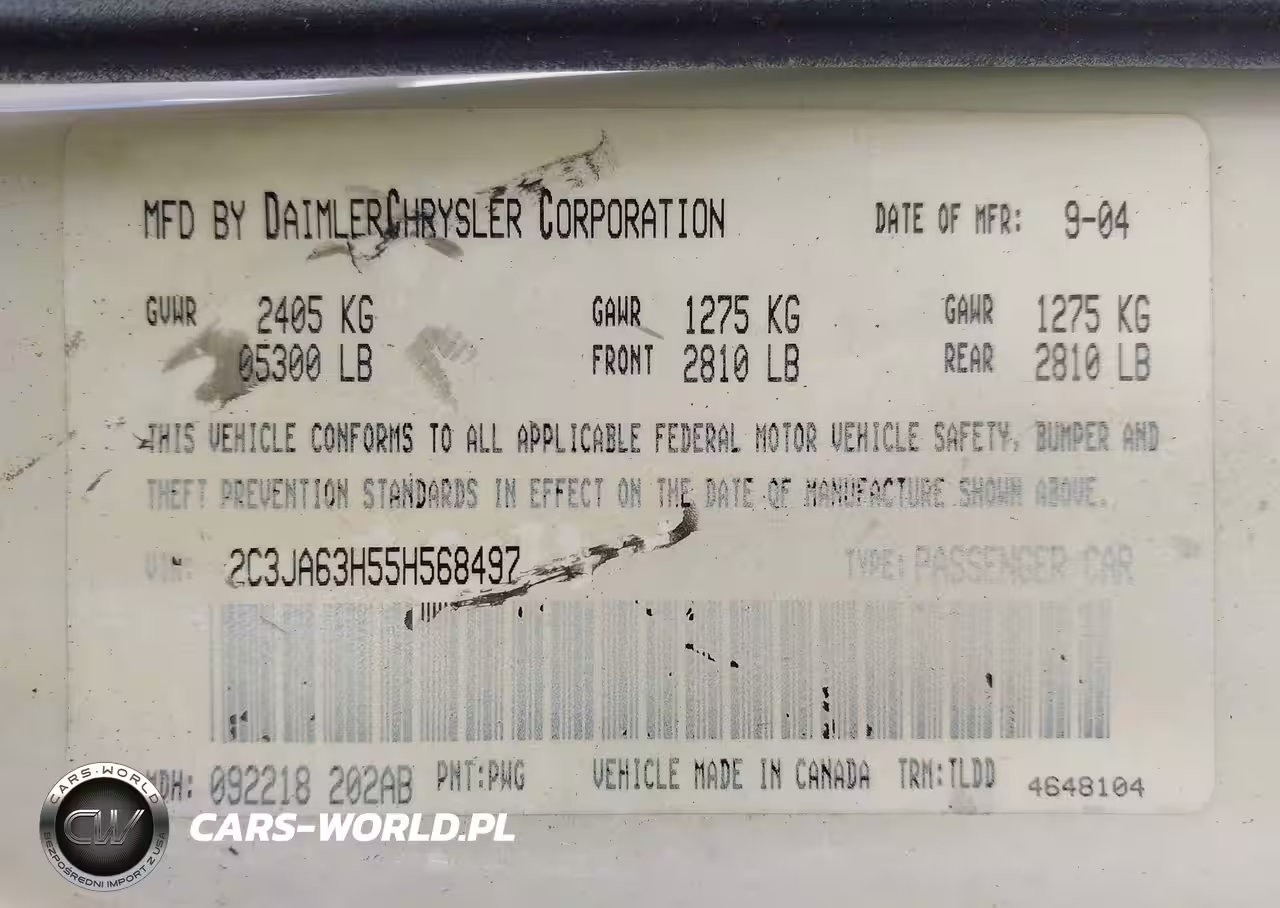 MFD BY DAIMLERCHRYSLER CORPORATION DATE OF MFR: 9-04
GVWR 2405 KG GAWR 1275 KG GAWR 1275 KG
05300 LB FRONT 2810 LB REAR 2810 LB
THIS VEHICLE CONFORMS TO ALL APPLICABLE FEDERAL MOTOR VEHICLE SAFETY, BUMPER AND
THEFT PREVENTION STANDARDS IN EFFECT ON THE DATE OF MANUFACTURE SHOWN ABOVE.
VIN: 2C3JA63H55H568497 TYPE: PASSENGER CAR
MDH: 092218 202AB PNT:PWG VEHICLE MADE IN CANADA TRM:TLDD 4648104
CARS-WORLD
CW
BEZPOŚREDNI IMPORT Z USA
CARS-WORLD.PL